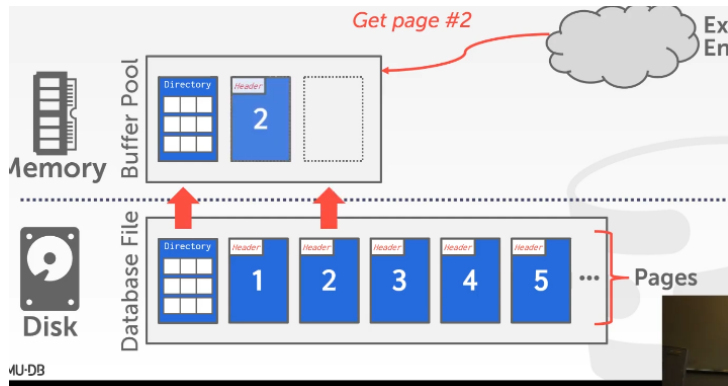 Get page #2
Ex
En
Memory
Buffer Pool
Directory
Header
2
Disk
Database File
Directory
Header
1
Header
2
Header
3
Header
4
Header
5
...
Pages
MU·DB